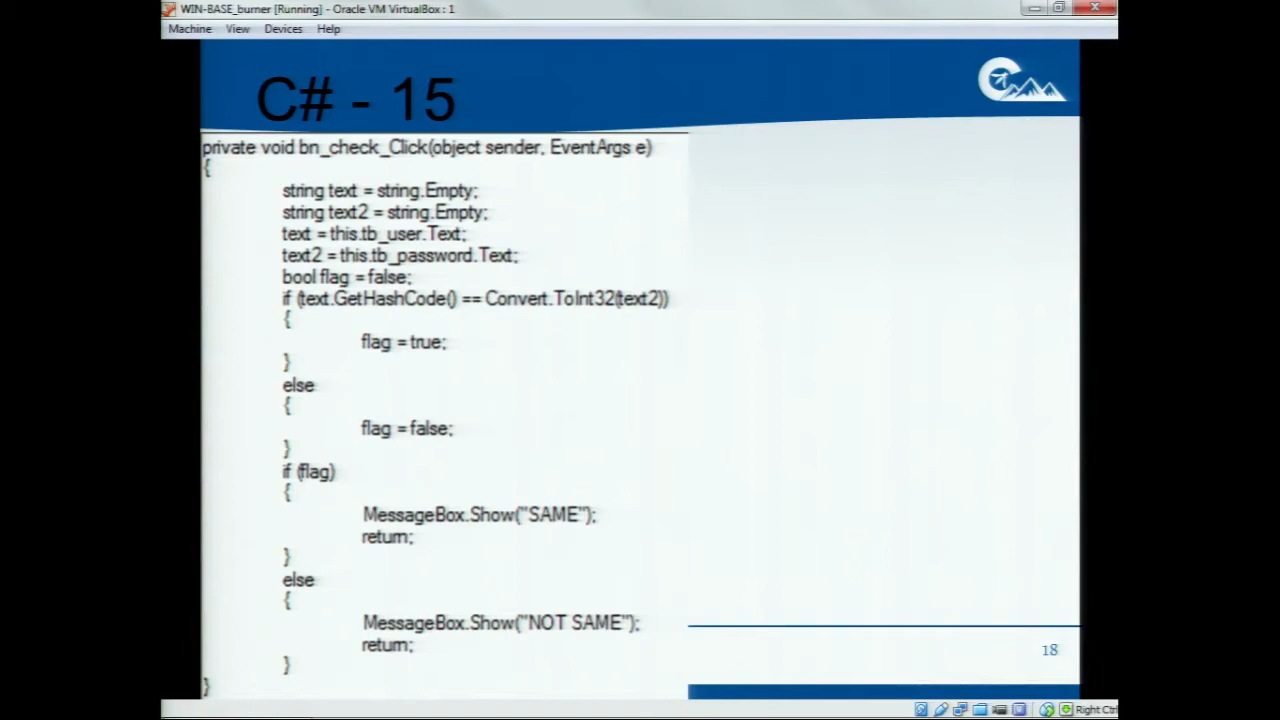 WIN-BASE_burner [Running] - Oracle VM VirtualBox : 1
Machine View Devices Help
C# - 15
private void bn_check_Click(object sender, EventArgs e)
{
string text = string.Empty;
string text2 = string.Empty;
text = this.tb_user.Text;
text2 = this.tb_password.Text;
bool flag = false;
if (text.GetHashCode() == Convert.ToInt32(text2))
{
flag = true;
}
else
{
flag = false;
}
if (flag)
{
MessageBox.Show("SAME");
return;
}
else
{
MessageBox.Show("NOT SAME");
return;
}
}
18
Right Ctrl